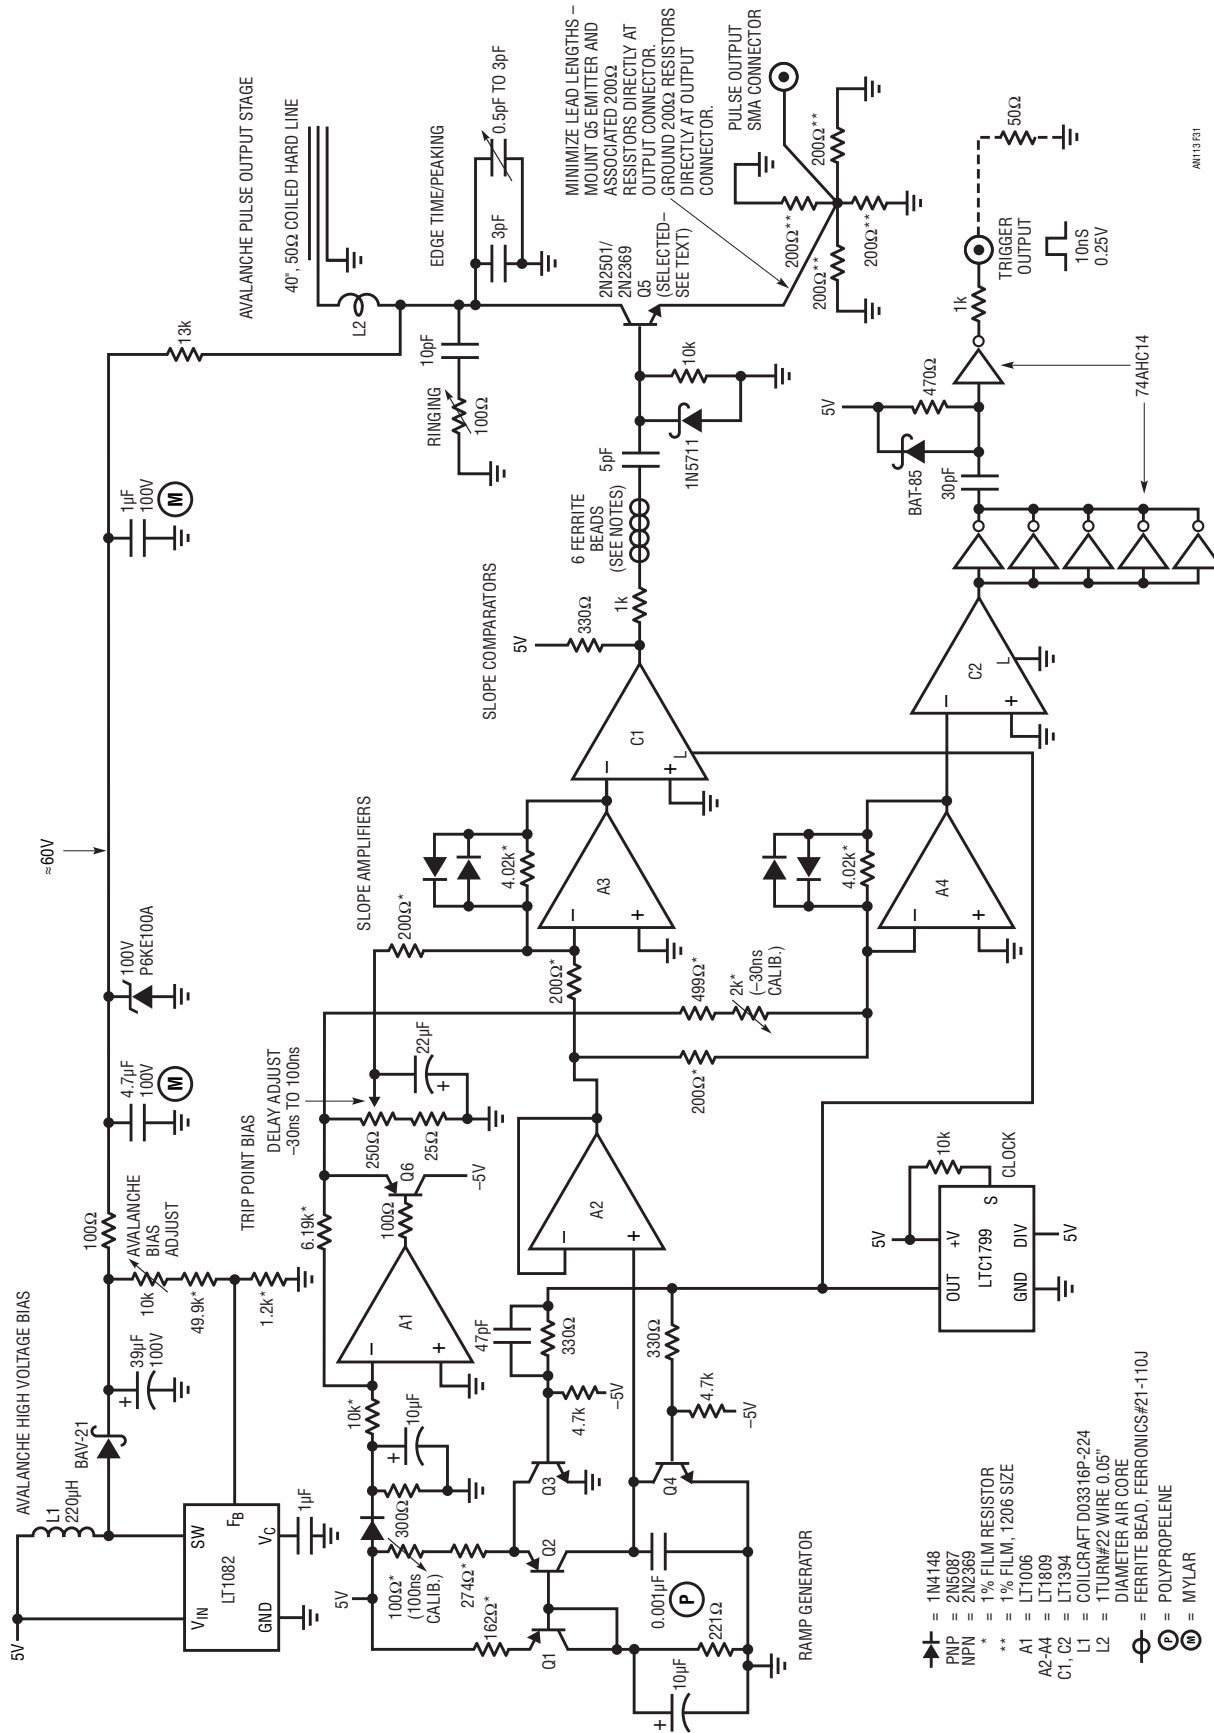 AVALANCHE HIGH VOLTAGE BIAS
5V
L1
220µH
BAV-21
39µF
100V
+
VIN
SW
LT1082
FB
GND
VC
1µF
100Ω
AVALANCHE
BIAS
ADJUST
10k
49.9k*
1.2k*
4.7µF
100V
M
100V
P6KE100A
≈60V
1µF
100V
M
13k
AVALANCHE PULSE OUTPUT STAGE
40", 50Ω COILED HARD LINE
L2
RINGING
100Ω
10pF
EDGE TIME/PEAKING
3pF
0.5pF TO 3pF
2N2501/
2N2369
Q5
(SELECTED–
SEE TEXT)
MINIMIZE LEAD LENGTHS –
MOUNT Q5 EMITTER AND
ASSOCIATED 200Ω
RESISTORS DIRECTLY AT
OUTPUT CONNECTOR.
GROUND 200Ω RESISTORS
DIRECTLY AT OUTPUT
CONNECTOR.
PULSE OUTPUT
SMA CONNECTOR
200Ω**
200Ω**
200Ω**
200Ω**
TRIP POINT BIAS
DELAY ADJUST
–30ns TO 100ns
6.19k*
250Ω
25Ω
22µF
+
Q6
–5V
100Ω
A1
–
+
10k*
10µF
+
300Ω
5V
100Ω*
(100ns
CALIB.)
274Ω*
162Ω*
Q1
Q2
Q3
Q4
0.001µF
P
221Ω
10µF
+
RAMP GENERATOR
47pF
330Ω
4.7k
–5V
330Ω
4.7k
–5V
A2
–
+
SLOPE AMPLIFIERS
200Ω*
200Ω*
4.02k*
A3
–
+
499Ω*
2k*
(–30ns
CALIB.)
200Ω*
4.02k*
A4
–
+
SLOPE COMPARATORS
5V
330Ω
C1
–
+
L
1k
6 FERRITE
BEADS
(SEE NOTES)
5pF
1N5711
10k
C2
–
+
L
30pF
BAT-85
5V
470Ω
74AHC14
1k
TRIGGER
OUTPUT
10nS
0.25V
50Ω
5V
10k
+V
S
OUT
LTC1799
GND
DIV
5V
CLOCK
= 1N4148
PNP = 2N5087
NPN = 2N2369
* = 1% FILM RESISTOR
** = 1% FILM, 1206 SIZE
A1 = LT1006
A2-A4 = LT1809
C1, C2 = LT1394
L1 = COILCRAFT D03316P-224
L2 = 1TURN#22 WIRE 0.05"
DIAMETER AIR CORE
= FERRITE BEAD, FERRONICS#21-110J
P = POLYPROPELENE
M = MYLAR
AN113 F31